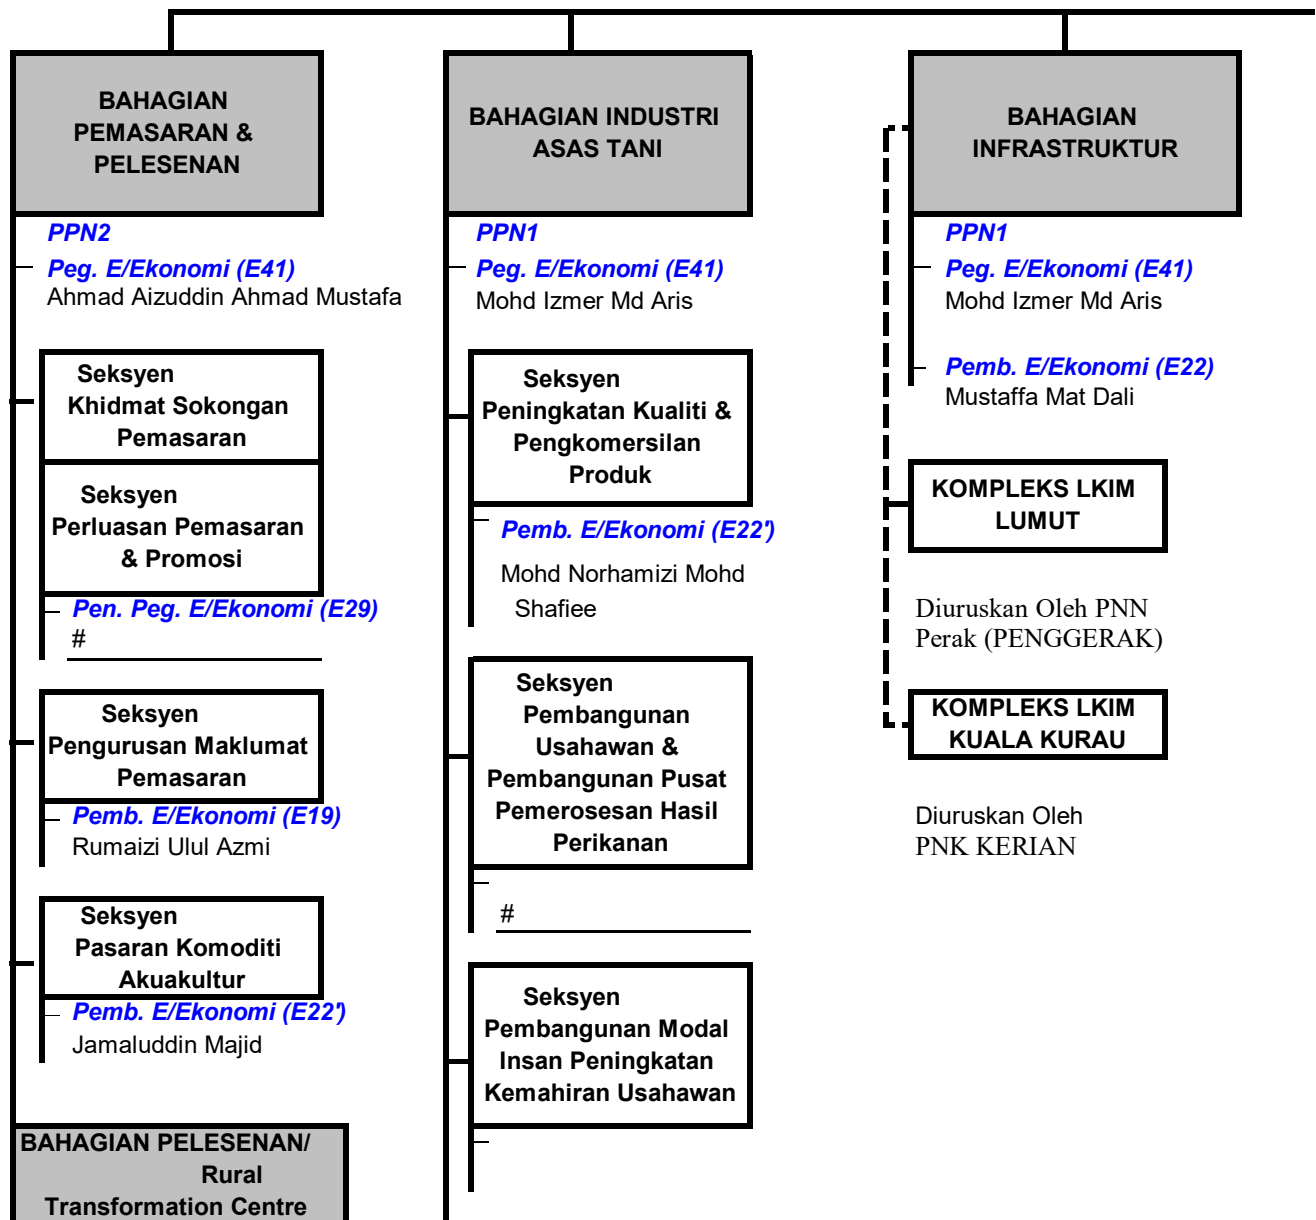 BAHAGIAN
PEMASARAN &
PELESENAN
PPN2
Peg. E/Ekonomi (E41)
Ahmad Aizuddin Ahmad Mustafa
Seksyen
Khidmat Sokongan
Pemasaran
Seksyen
Perluasan Pemasaran
& Promosi
Pen. Peg. E/Ekonomi (E29)
#
Seksyen
Pengurusan Maklumat
Pemasaran
Pemb. E/Ekonomi (E19)
Rumaizi Ulul Azmi
Seksyen
Pasaran Komoditi
Akuakultur
Pemb. E/Ekonomi (E22')
Jamaluddin Majid
BAHAGIAN PELESENAN/
Rural
Transformation Centre
BAHAGIAN INDUSTRI
ASAS TANI
PPN1
Peg. E/Ekonomi (E41)
Mohd Izmer Md Aris
Seksyen
Peningkatan Kualiti &
Pengkomersilan
Produk
Pemb. E/Ekonomi (E22')
Mohd Norhamizi Mohd
Shafiee
Seksyen
Pembangunan
Usahawan &
Pembangunan Pusat
Pemerosesan Hasil
Perikanan
#
Seksyen
Pembangunan Modal
Insan Peningkatan
Kemahiran Usahawan
BAHAGIAN
INFRASTRUKTUR
PPN1
Peg. E/Ekonomi (E41)
Mohd Izmer Md Aris
Pemb. E/Ekonomi (E22)
Mustaffa Mat Dali
KOMPLEKS LKIM
LUMUT
Diuruskan Oleh PNN
Perak (PENGGERAK)
KOMPLEKS LKIM
KUALA KURAU
Diuruskan Oleh
PNK KERIAN